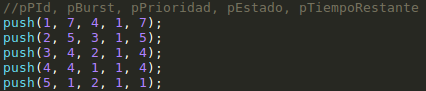 //pPId, pBurst, pPrioridad, pEstado, pTiempoRestante
push(1, 7, 4, 1, 7);
push(2, 5, 3, 1, 5);
push(3, 4, 2, 1, 4);
push(4, 4, 1, 1, 4);
push(5, 1, 2, 1, 1);